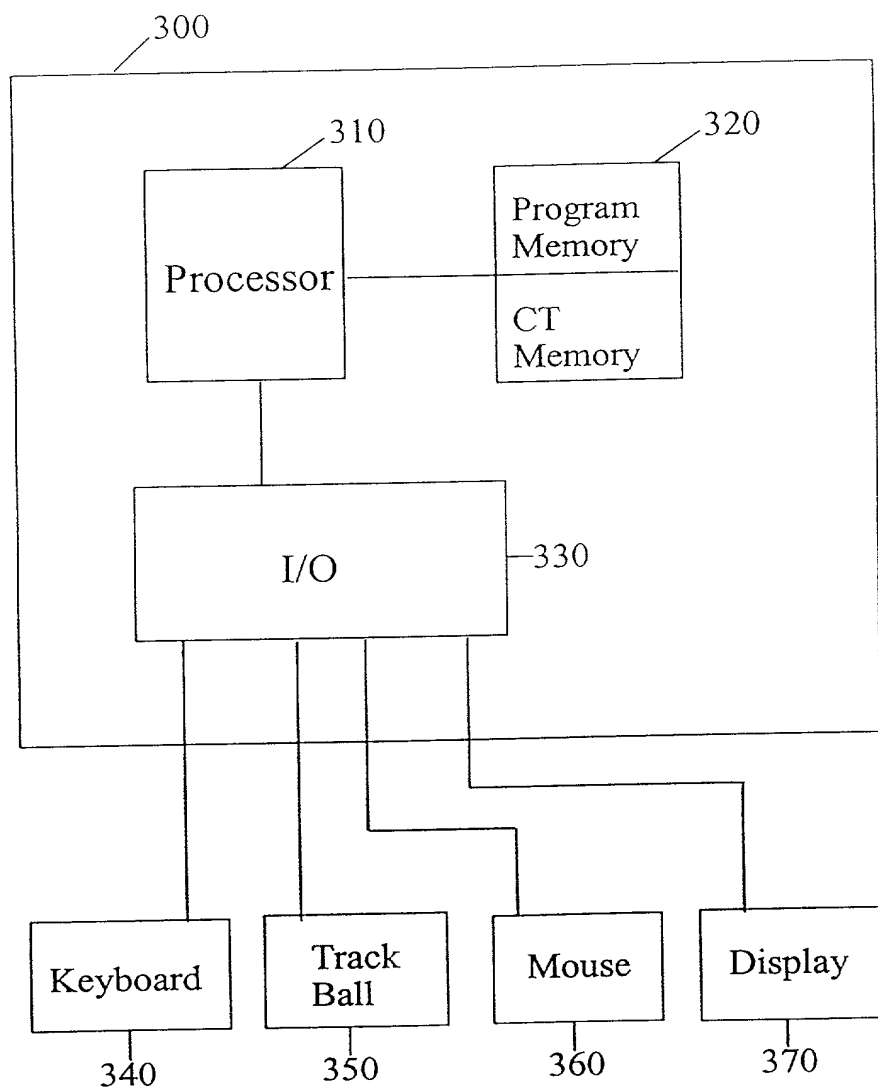 300
310
320
Processor
Program
Memory
CT
Memory
I/O
330
Keyboard
Track
Ball
Mouse
Display
340
350
360
370